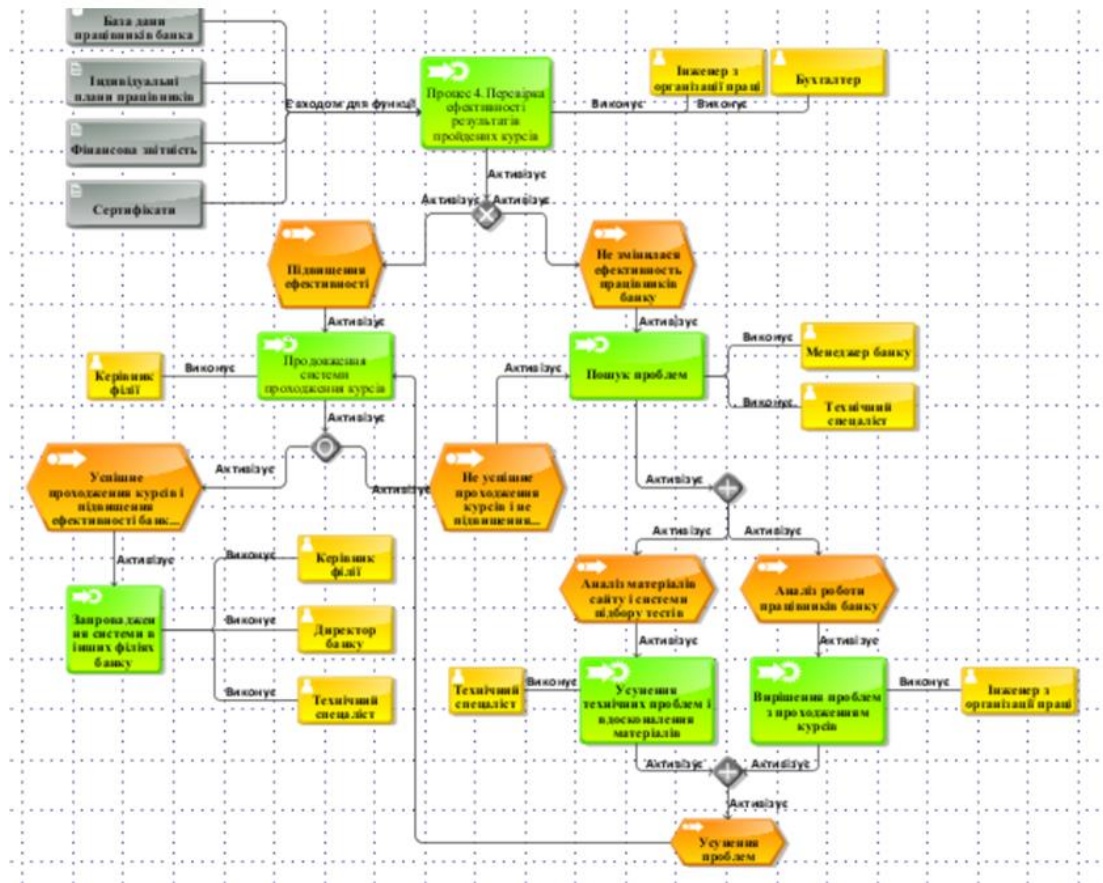 База дани
працівників банка
Індивідуальні
плани працівників
Фінансова звітність
Сертифікати
Є входом для функції
Процес 4. Перевірка
ефективності
результатів
пройдених курсів
Виконує
Виконує
Інженер з
організації праці
Бухгалтер
Активізує
Активізує
Активізує
Підвищення
ефективності
Не змінилася
ефективность
працівників
банку
Активізує
Активізує
Керівник
філії
Виконує
Продовження
системи
проходження курсів
Активізує
Пошук проблем
Виконує
Менеджер банку
Виконує
Технічний
спецаліст
Активізує
Активізує
Активізує
Успішне
проходження курсів і
підвищення
ефективності банк...
Не успішне
проходження
курсів і не
підвищення...
Активізує
Активізує
Активізує
Активізує
Запроваджен
ня системи в
інших філіях
банку
Виконує
Керівник
філії
Виконує
Директор
банку
Виконує
Технічний
спецаліст
Аналіз матеріалів
сайту і системи
підбору тестів
Аналіз роботи
працівників банку
Активізує
Активізує
Технічний
спецаліст
Виконує
Усунення
технічних проблем і
вдосконалення
матеріалів
Вирішення проблем
з проходженням
курсів
Виконує
Інженер з
організації праці
Активізує
Активізує
Активізує
Усунення
проблем